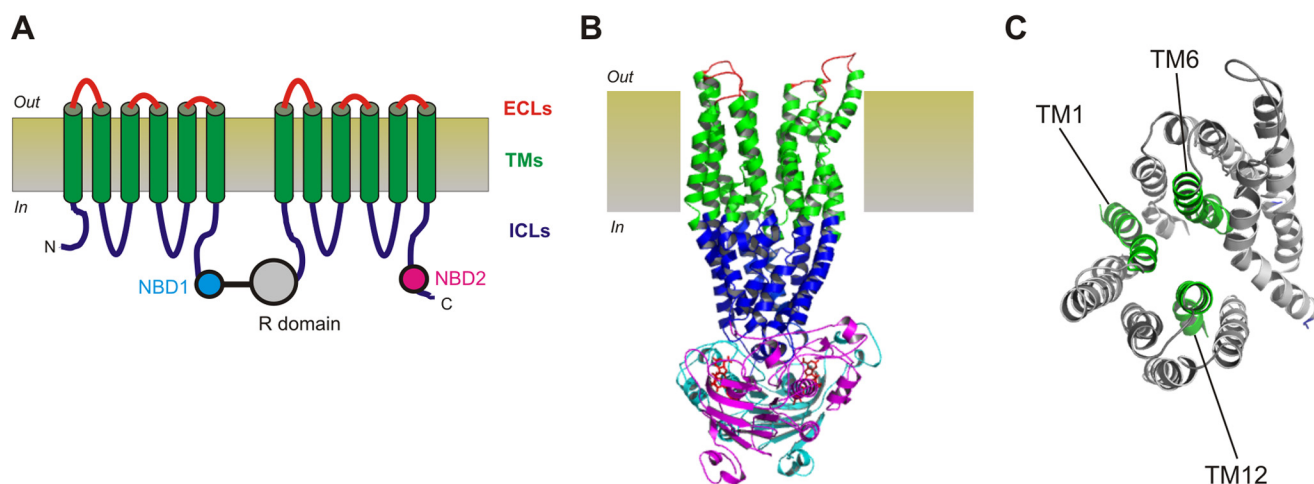 A
Out
In
N
NBD1
R domain
NBD2
C
ECLs
TMs
ICLs
B
Out
In
C
TM6
TM1
TM12